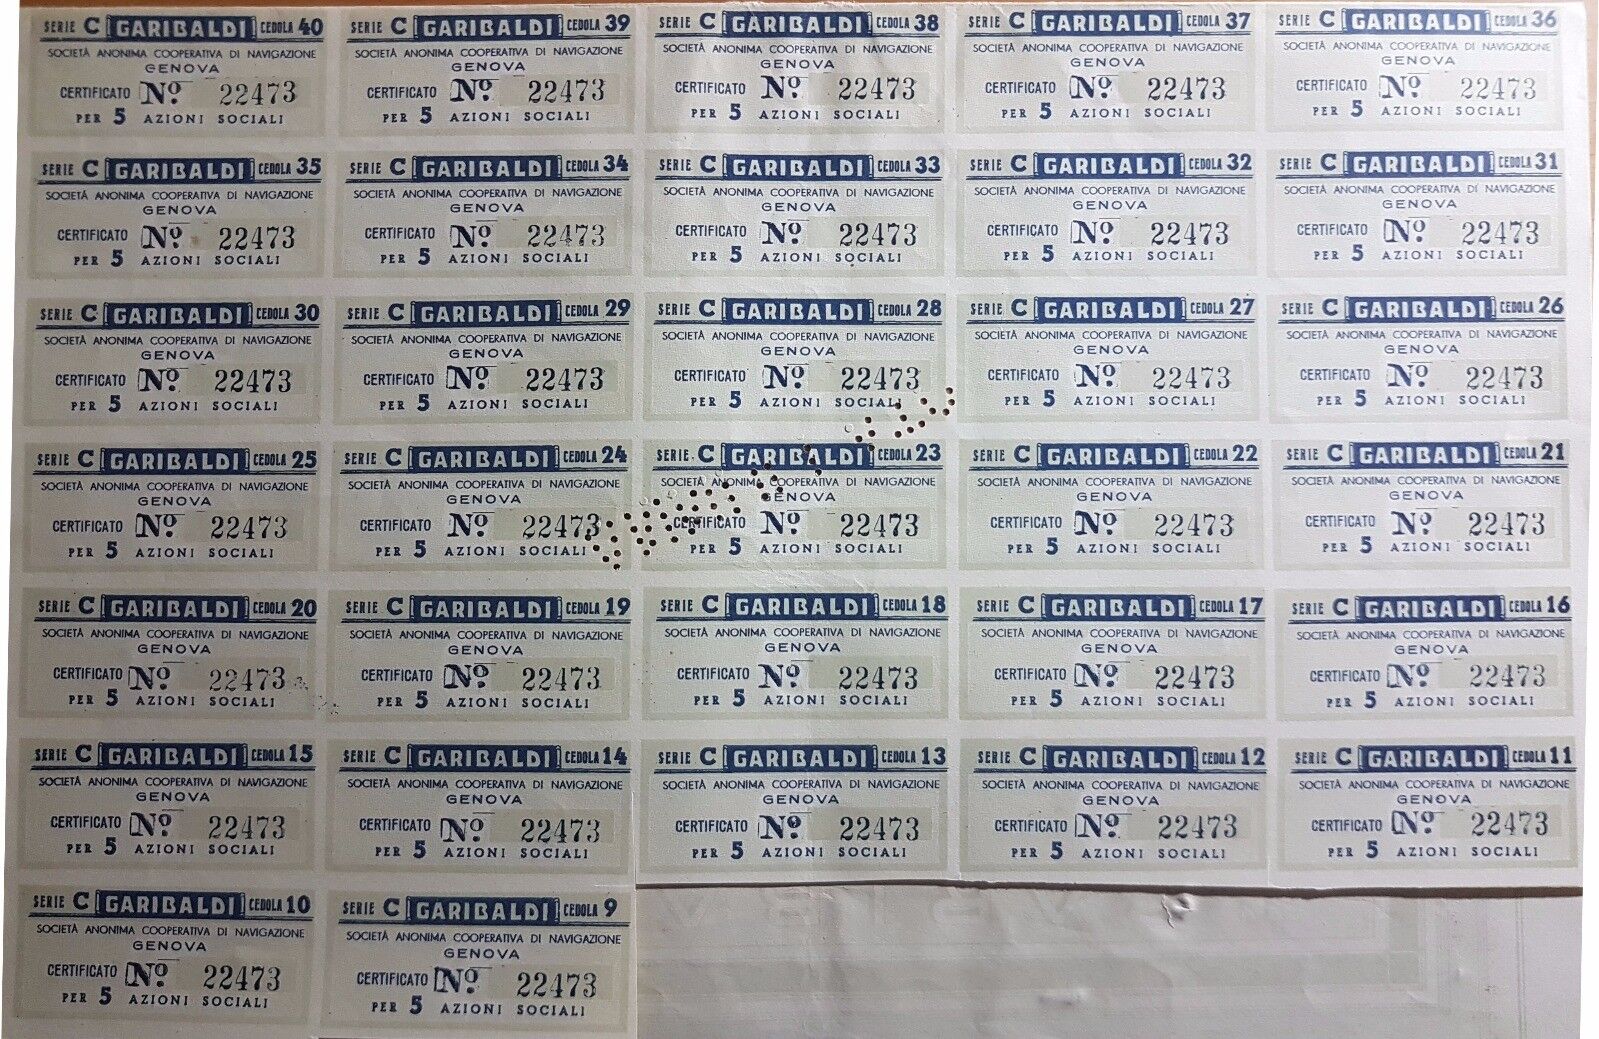 SERIE C GARIBALDI CEDOLA 40
SOCIETÀ ANONIMA COOPERATIVA DI NAVIGAZIONE
GENOVA
CERTIFICATO Nº 22473
PER 5 AZIONI SOCIALI
SERIE C GARIBALDI CEDOLA 39
SOCIETÀ ANONIMA COOPERATIVA DI NAVIGAZIONE
GENOVA
CERTIFICATO Nº 22473
PER 5 AZIONI SOCIALI
SERIE C GARIBALDI CEDOLA 38
SOCIETÀ ANONIMA COOPERATIVA DI NAVIGAZIONE
GENOVA
CERTIFICATO Nº 22473
PER 5 AZIONI SOCIALI
SERIE C GARIBALDI CEDOLA 37
SOCIETÀ ANONIMA COOPERATIVA DI NAVIGAZIONE
GENOVA
CERTIFICATO Nº 22473
PER 5 AZIONI SOCIALI
SERIE C GARIBALDI CEDOLA 36
SOCIETÀ ANONIMA COOPERATIVA DI NAVIGAZIONE
GENOVA
CERTIFICATO Nº 22473
PER 5 AZIONI SOCIALI
SERIE C GARIBALDI CEDOLA 35
SOCIETÀ ANONIMA COOPERATIVA DI NAVIGAZIONE
GENOVA
CERTIFICATO Nº 22473
PER 5 AZIONI SOCIALI
SERIE C GARIBALDI CEDOLA 34
SOCIETÀ ANONIMA COOPERATIVA DI NAVIGAZIONE
GENOVA
CERTIFICATO Nº 22473
PER 5 AZIONI SOCIALI
SERIE C GARIBALDI CEDOLA 33
SOCIETÀ ANONIMA COOPERATIVA DI NAVIGAZIONE
GENOVA
CERTIFICATO Nº 22473
PER 5 AZIONI SOCIALI
SERIE C GARIBALDI CEDOLA 32
SOCIETÀ ANONIMA COOPERATIVA DI NAVIGAZIONE
GENOVA
CERTIFICATO Nº 22473
PER 5 AZIONI SOCIALI
SERIE C GARIBALDI CEDOLA 31
SOCIETÀ ANONIMA COOPERATIVA DI NAVIGAZIONE
GENOVA
CERTIFICATO Nº 22473
PER 5 AZIONI SOCIALI
SERIE C GARIBALDI CEDOLA 30
SOCIETÀ ANONIMA COOPERATIVA DI NAVIGAZIONE
GENOVA
CERTIFICATO Nº 22473
PER 5 AZIONI SOCIALI
SERIE C GARIBALDI CEDOLA 29
SOCIETÀ ANONIMA COOPERATIVA DI NAVIGAZIONE
GENOVA
CERTIFICATO Nº 22473
PER 5 AZIONI SOCIALI
SERIE C GARIBALDI CEDOLA 28
SOCIETÀ ANONIMA COOPERATIVA DI NAVIGAZIONE
GENOVA
CERTIFICATO Nº 22473
PER 5 AZIONI SOCIALI
SERIE C GARIBALDI CEDOLA 27
SOCIETÀ ANONIMA COOPERATIVA DI NAVIGAZIONE
GENOVA
CERTIFICATO Nº 22473
PER 5 AZIONI SOCIALI
SERIE C GARIBALDI CEDOLA 26
SOCIETÀ ANONIMA COOPERATIVA DI NAVIGAZIONE
GENOVA
CERTIFICATO Nº 22473
PER 5 AZIONI SOCIALI
SERIE C GARIBALDI CEDOLA 25
SOCIETÀ ANONIMA COOPERATIVA DI NAVIGAZIONE
GENOVA
CERTIFICATO Nº 22473
PER 5 AZIONI SOCIALI
SERIE C GARIBALDI CEDOLA 24
SOCIETÀ ANONIMA COOPERATIVA DI NAVIGAZIONE
GENOVA
CERTIFICATO Nº 22473
PER 5 AZIONI SOCIALI
SERIE C GARIBALDI CEDOLA 23
SOCIETÀ ANONIMA COOPERATIVA DI NAVIGAZIONE
GENOVA
CERTIFICATO Nº 22473
PER 5 AZIONI SOCIALI
SERIE C GARIBALDI CEDOLA 22
SOCIETÀ ANONIMA COOPERATIVA DI NAVIGAZIONE
GENOVA
CERTIFICATO Nº 22473
PER 5 AZIONI SOCIALI
SERIE C GARIBALDI CEDOLA 21
SOCIETÀ ANONIMA COOPERATIVA DI NAVIGAZIONE
GENOVA
CERTIFICATO Nº 22473
PER 5 AZIONI SOCIALI
SERIE C GARIBALDI CEDOLA 20
SOCIETÀ ANONIMA COOPERATIVA DI NAVIGAZIONE
GENOVA
CERTIFICATO Nº 22473
PER 5 AZIONI SOCIALI
SERIE C GARIBALDI CEDOLA 19
SOCIETÀ ANONIMA COOPERATIVA DI NAVIGAZIONE
GENOVA
CERTIFICATO Nº 22473
PER 5 AZIONI SOCIALI
SERIE C GARIBALDI CEDOLA 18
SOCIETÀ ANONIMA COOPERATIVA DI NAVIGAZIONE
GENOVA
CERTIFICATO Nº 22473
PER 5 AZIONI SOCIALI
SERIE C GARIBALDI CEDOLA 17
SOCIETÀ ANONIMA COOPERATIVA DI NAVIGAZIONE
GENOVA
CERTIFICATO Nº 22473
PER 5 AZIONI SOCIALI
SERIE C GARIBALDI CEDOLA 16
SOCIETÀ ANONIMA COOPERATIVA DI NAVIGAZIONE
GENOVA
CERTIFICATO Nº 22473
PER 5 AZIONI SOCIALI
SERIE C GARIBALDI CEDOLA 15
SOCIETÀ ANONIMA COOPERATIVA DI NAVIGAZIONE
GENOVA
CERTIFICATO Nº 22473
PER 5 AZIONI SOCIALI
SERIE C GARIBALDI CEDOLA 14
SOCIETÀ ANONIMA COOPERATIVA DI NAVIGAZIONE
GENOVA
CERTIFICATO Nº 22473
PER 5 AZIONI SOCIALI
SERIE C GARIBALDI CEDOLA 13
SOCIETÀ ANONIMA COOPERATIVA DI NAVIGAZIONE
GENOVA
CERTIFICATO Nº 22473
PER 5 AZIONI SOCIALI
SERIE C GARIBALDI CEDOLA 12
SOCIETÀ ANONIMA COOPERATIVA DI NAVIGAZIONE
GENOVA
CERTIFICATO Nº 22473
PER 5 AZIONI SOCIALI
SERIE C GARIBALDI CEDOLA 11
SOCIETÀ ANONIMA COOPERATIVA DI NAVIGAZIONE
GENOVA
CERTIFICATO Nº 22473
PER 5 AZIONI SOCIALI
SERIE C GARIBALDI CEDOLA 10
SOCIETÀ ANONIMA COOPERATIVA DI NAVIGAZIONE
GENOVA
CERTIFICATO Nº 22473
PER 5 AZIONI SOCIALI
SERIE C GARIBALDI CEDOLA 9
SOCIETÀ ANONIMA COOPERATIVA DI NAVIGAZIONE
GENOVA
CERTIFICATO Nº 22473
PER 5 AZIONI SOCIALI